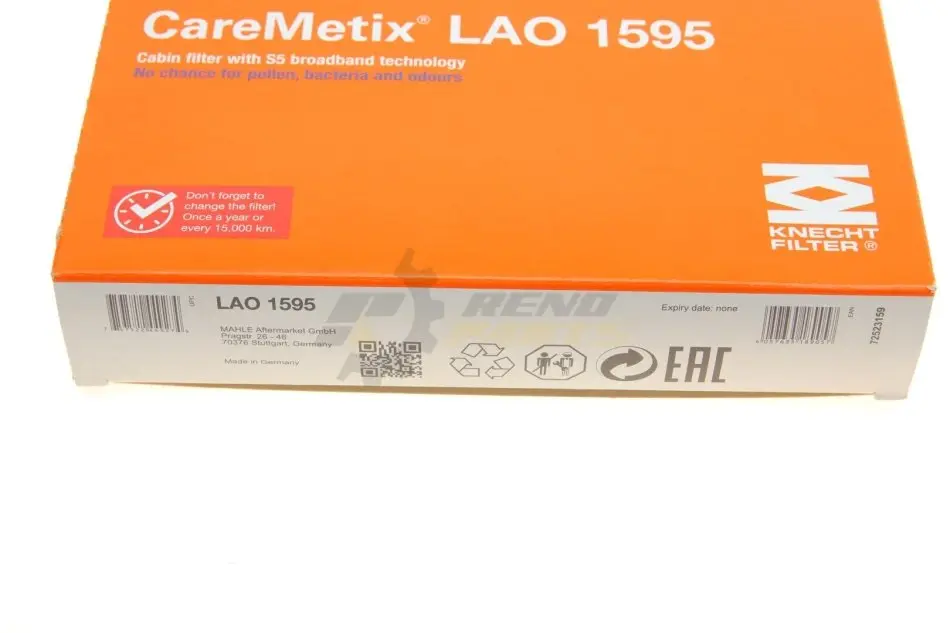 CareMetix® LAO 1595
Cabin filter with S5 broadband technology
No chance for pollen, bacteria and odours
Don't forget to
change the filter!
Once a year or
every 15.000 km.
KNECHT
FILTER®
UPC
LAO 1595
MAHLE Aftermarket GmbH
Pragstr. 26 - 46
70376 Stuttgart, Germany
Made in Germany
RENO
Expiry date: none
EAC
EAN
72523159